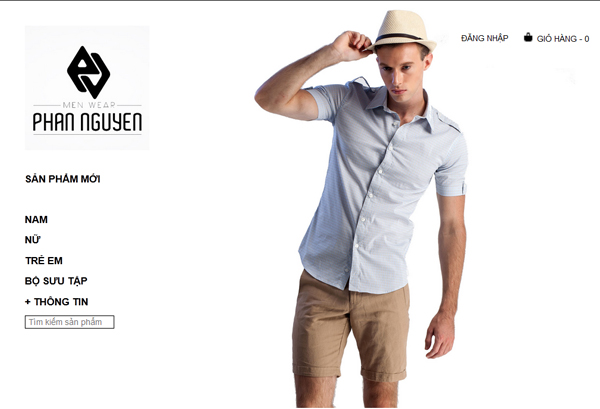 MEN WEAR
PHAN NGUYEN
ĐĂNG NHẬP
GIỎ HÀNG - 0
SẢN PHẨM MỚI
NAM
NỮ
TRẺ EM
BỘ SƯU TẬP
+ THÔNG TIN
Tìm kiếm sản phẩm